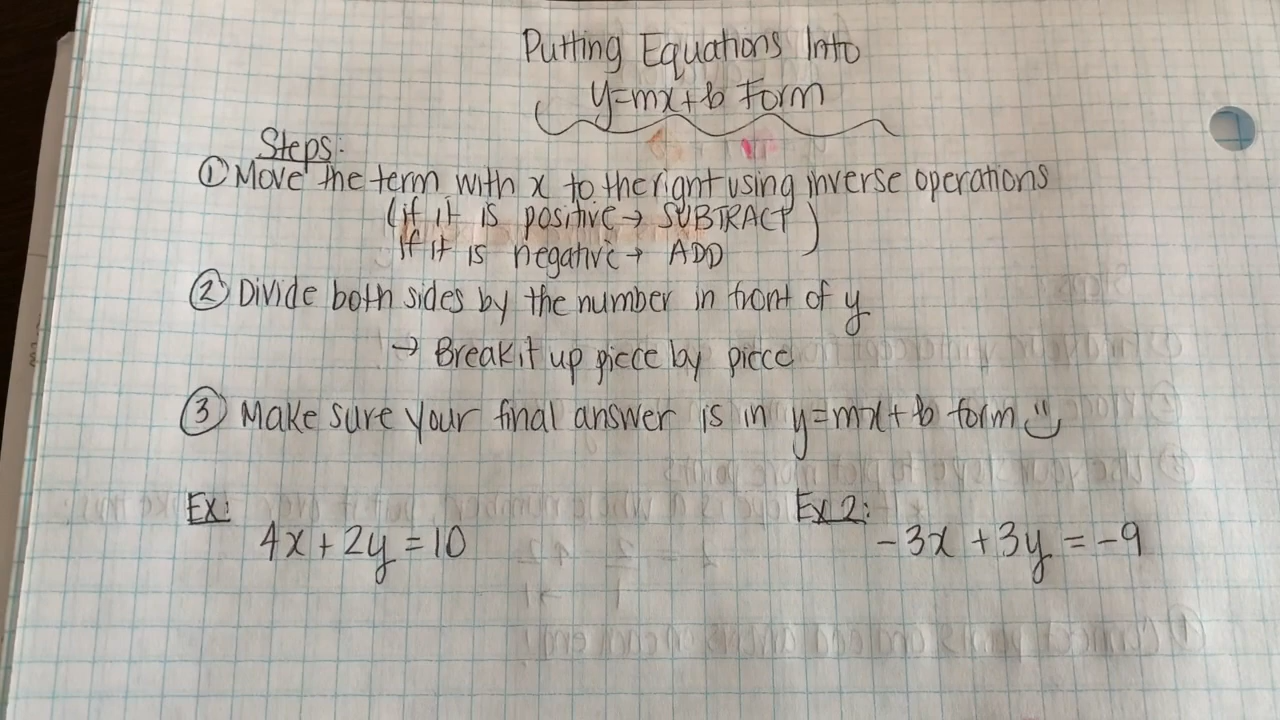 Putting Equations Into
y=mx+b Form
Steps:
① Move the term with x to the right using inverse operations
(if it is positive → SUBTRACT)
if it is negative → ADD
② Divide both sides by the number in front of y
→ Break it up piece by piece
③ Make sure your final answer is in y=mx+b form
Ex:
4x+2y=10
Ex 2:
-3x+3y=-9